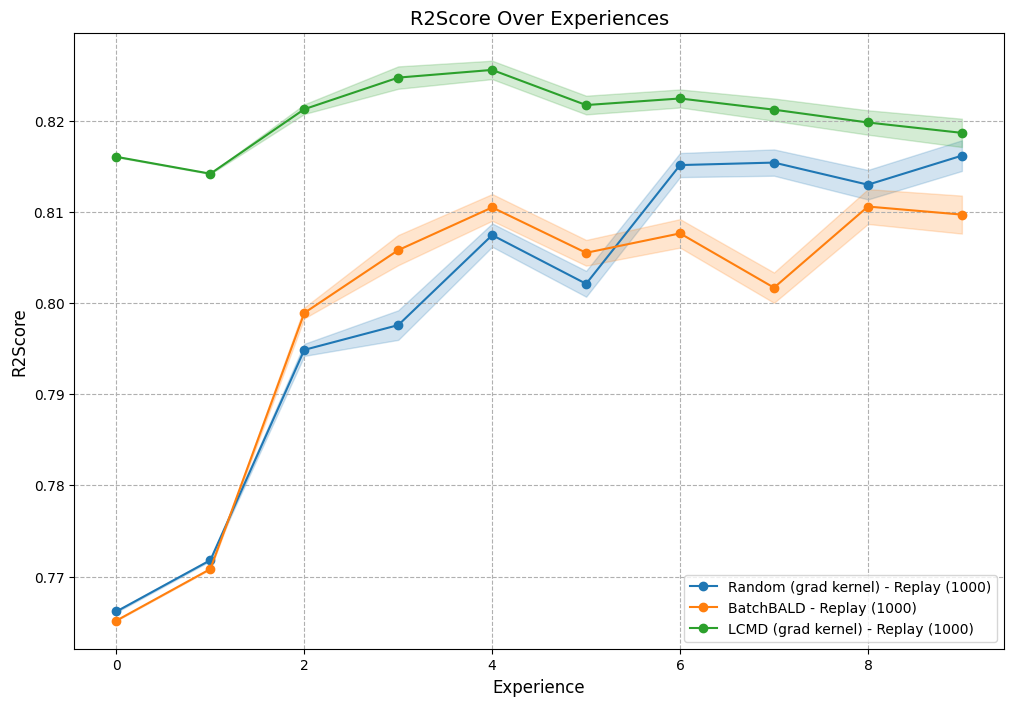 R2Score Over Experiences
R2Score
0.82
0.81
0.80
0.79
0.78
0.77
0
2
4
6
8
Experience
Random (grad kernel) - Replay (1000)
BatchBALD - Replay (1000)
LCMD (grad kernel) - Replay (1000)